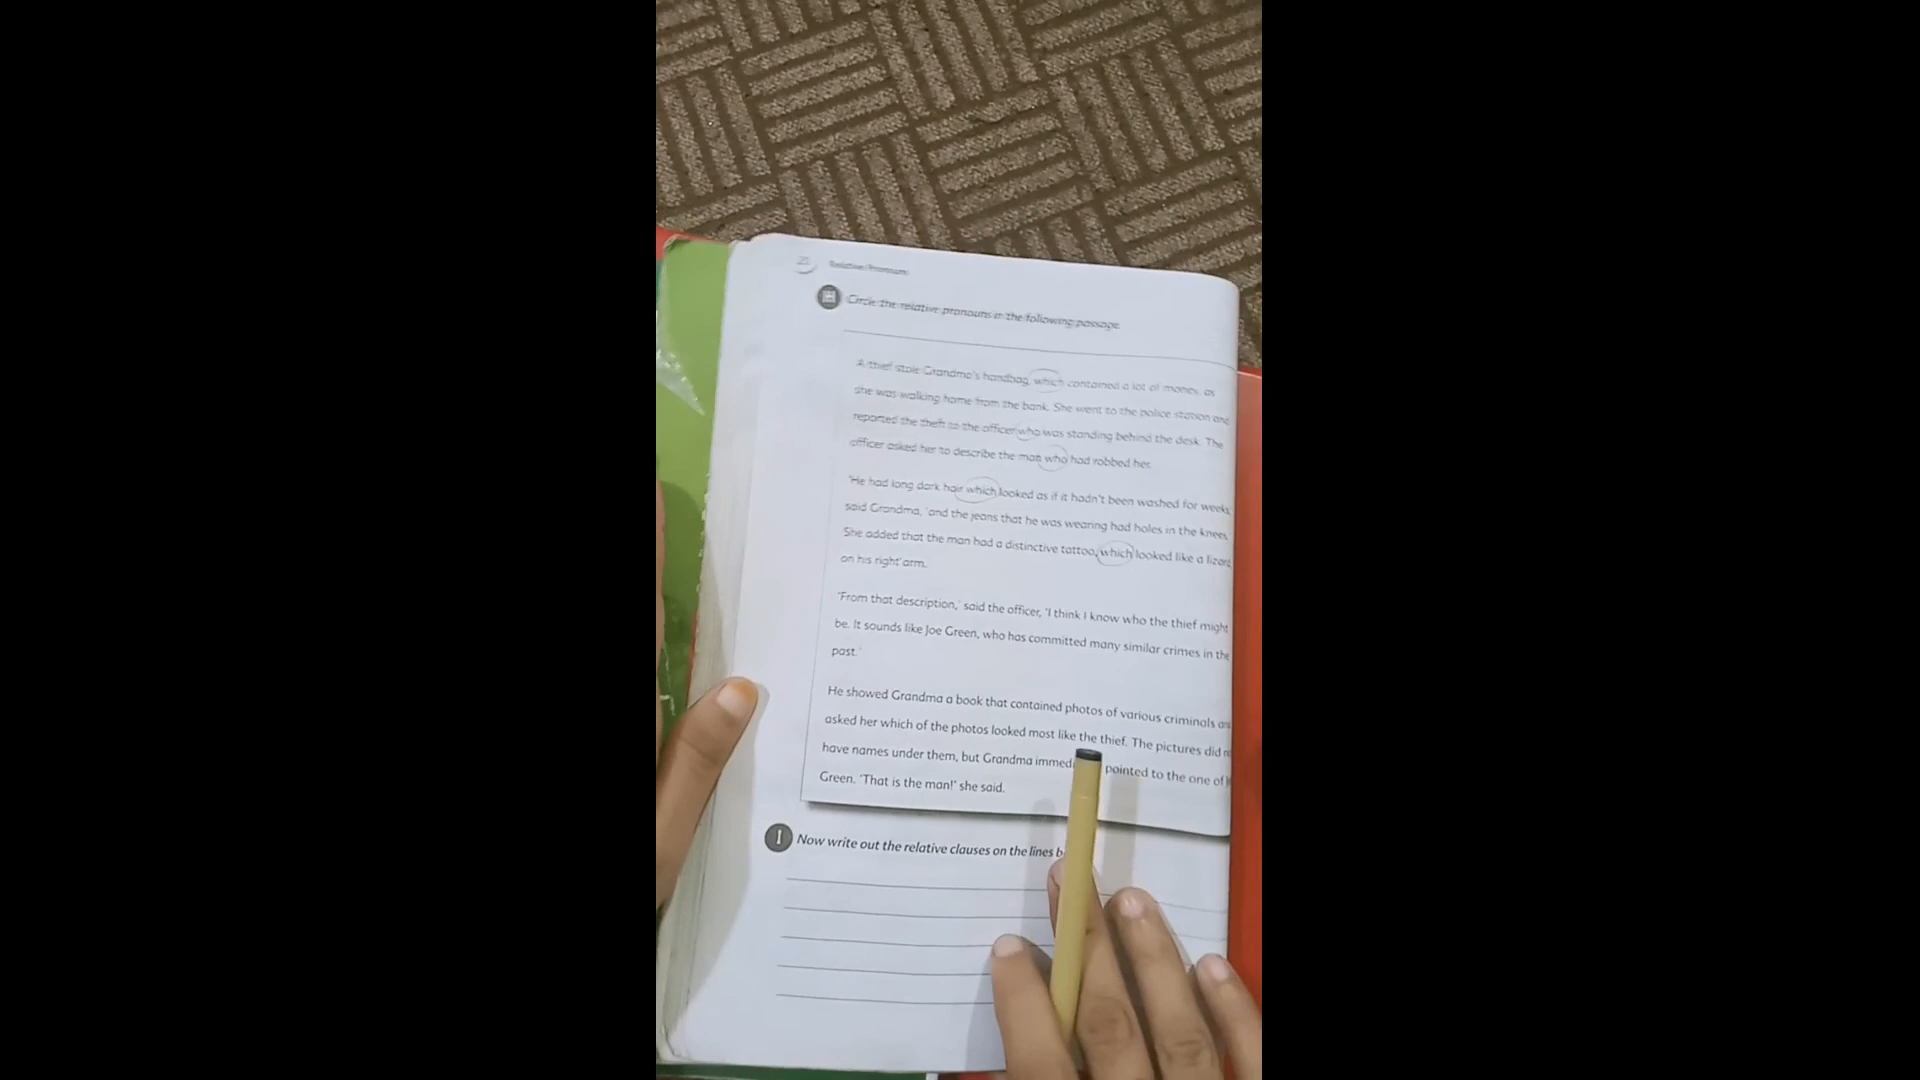 Relative Pronouns
Circle the relative pronouns in the following passage.
A thief stole Grandma's handbag, which contained a lot of money, as
she was walking home from the bank. She went to the police station and
reported the theft to the officer who was standing behind the desk. The
officer asked her to describe the man who had robbed her.
'He had long dark hair which looked as if it hadn't been washed for weeks,
said Grandma, 'and the jeans that he was wearing had holes in the knees.
She added that the man had a distinctive tattoo, which looked like a lizard
on his right arm.
'From that description,' said the officer, 'I think I know who the thief might
be. It sounds like Joe Green, who has committed many similar crimes in the
past.'
He showed Grandma a book that contained photos of various criminals
asked her which of the photos looked most like the thief. The pictures did
have names under them, but Grandma immed pointed to the one of
Green. 'That is the man!' she said.
I Now write out the relative clauses on the lines b